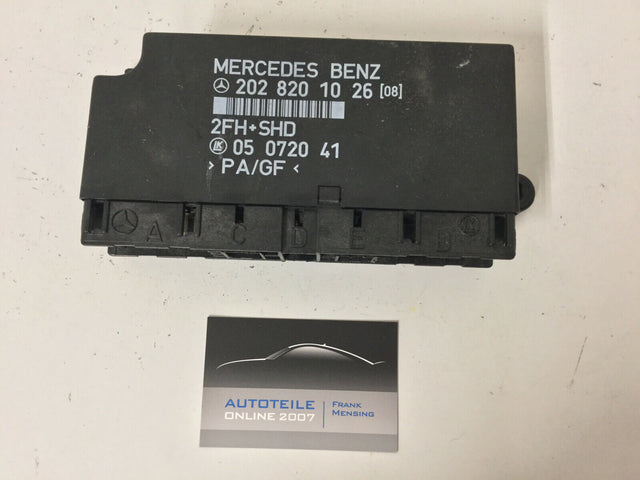 MERCEDES BENZ
202 820 10 26 [08]
2FH+SHD
LK 05 0720 41
> PA/GF <
A C D E B
AUTOTEILE
ONLINE 2007
FRANK
MENSING